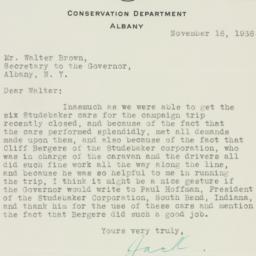 CONSERVATION DEPARTMENT
ALBANY
November 16, 1938
Mr. Walter Brown,
Secretary to the Governor,
Albany, N. Y.
Dear Walter:
Inasmuch as we were able to get the
six Studebaker cars for the campaign trip
recently closed, and because of the fact that
the cars performed splendidly, met all demands
made upon them, and also because of the fact that
Cliff Bergere of the Studebaker corporation, who
was in charge of the caravan and the drivers all
did such fine work all the way along the line,
and because he was so helpful to me in running
the trip, I think it might be a nice gesture if
the Governor would write to Paul Hoffman, President
of the Studebaker Corporation, South Bend, Indiana,
and thank him for the use of these cars and mention
the fact that Bergere did such a good job.
Yours very truly,
Jack